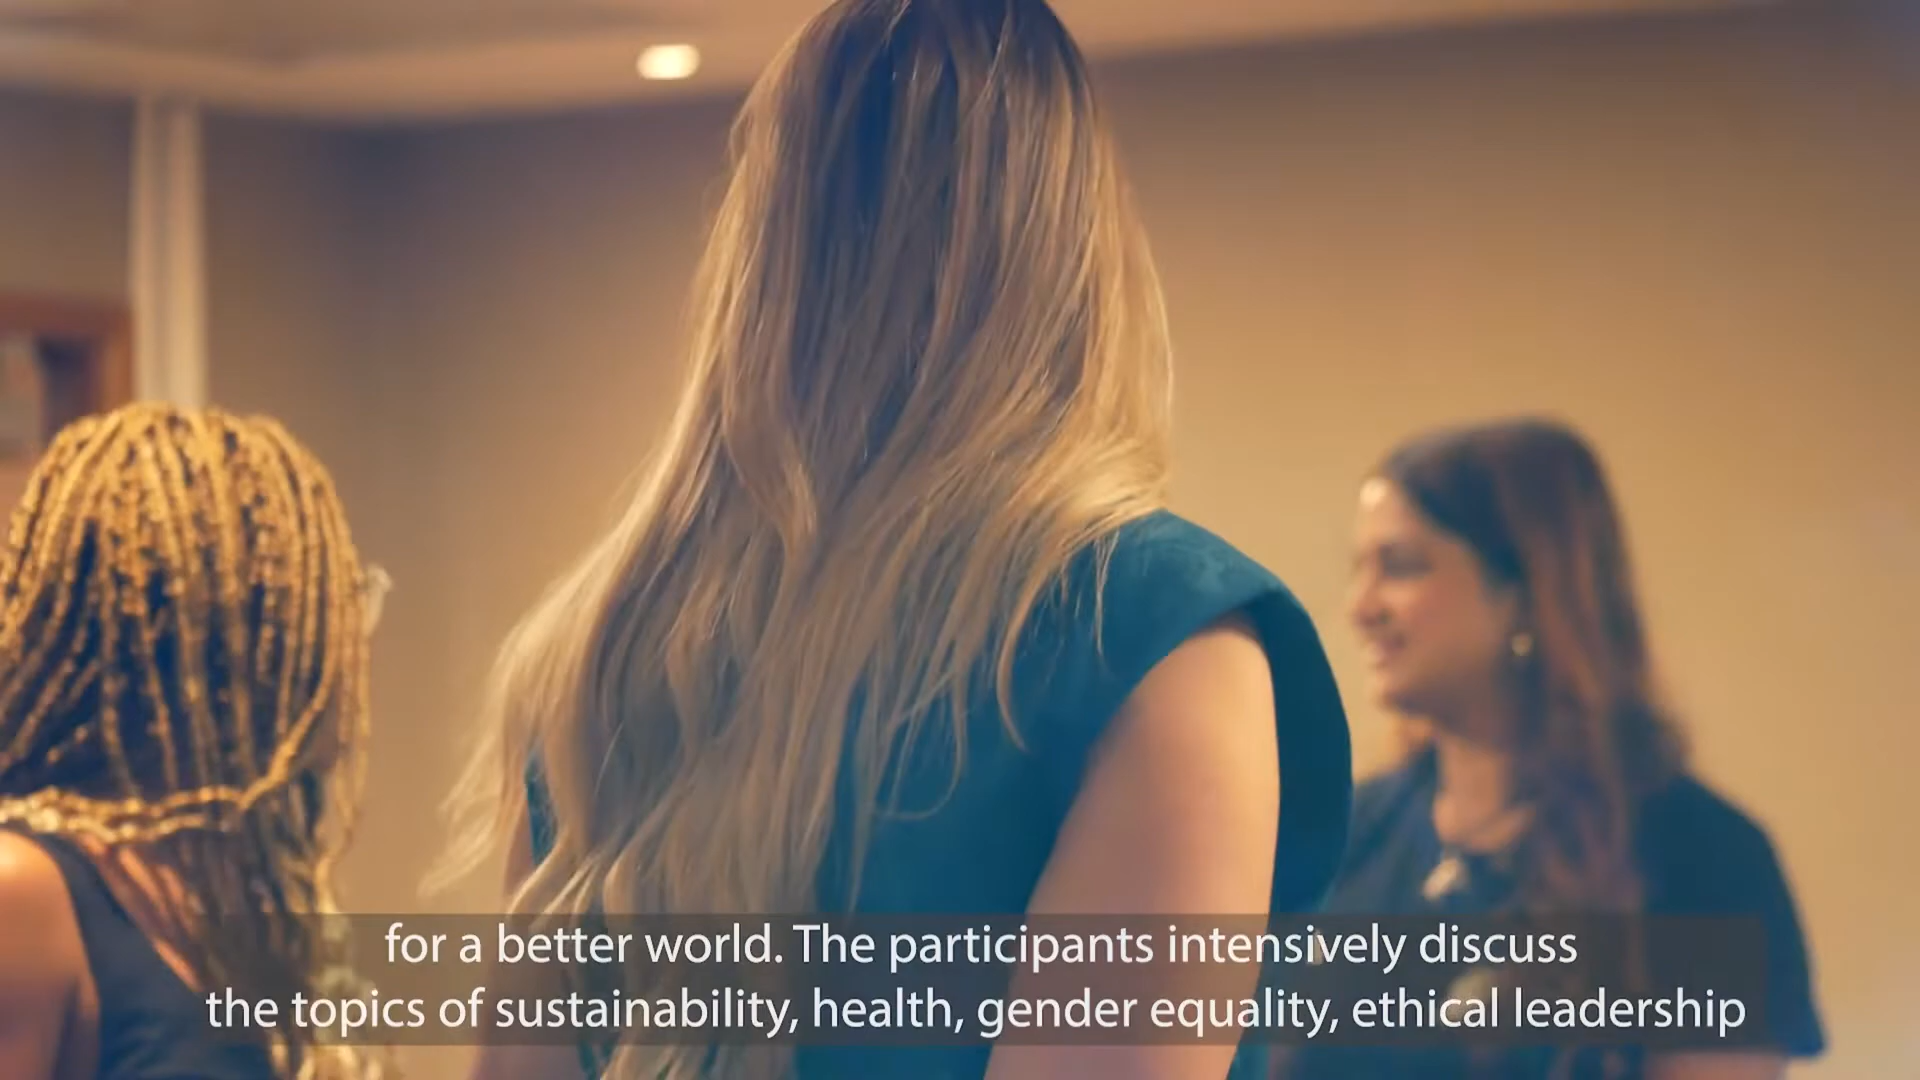 for a better world. The participants intensively discuss
the topics of sustainability, health, gender equality, ethical leadership